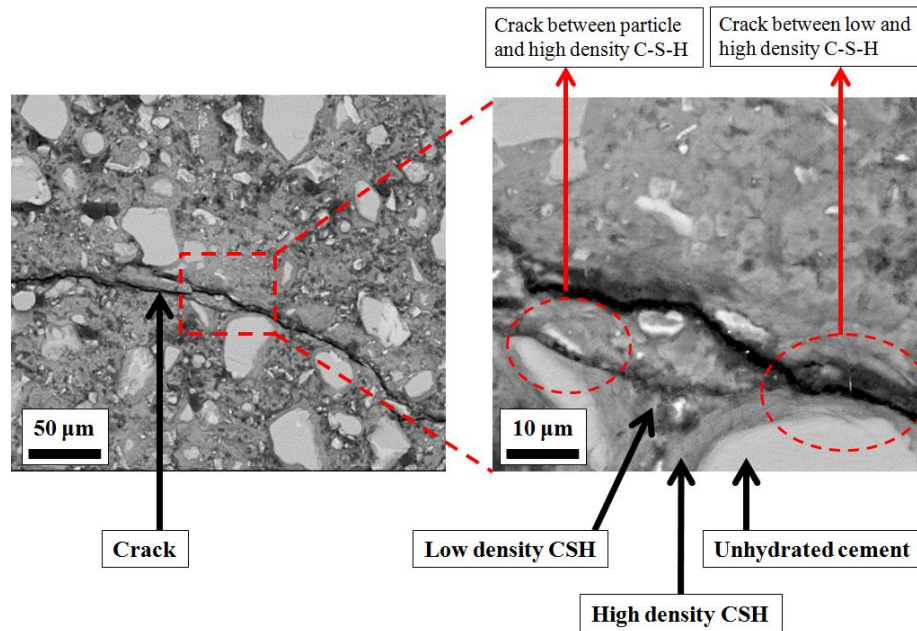 Crack between particle
and high density C-S-H
Crack between low and
high density C-S-H
50 µm
10 µm
Crack
Low density CSH
Unhydrated cement
High density CSH